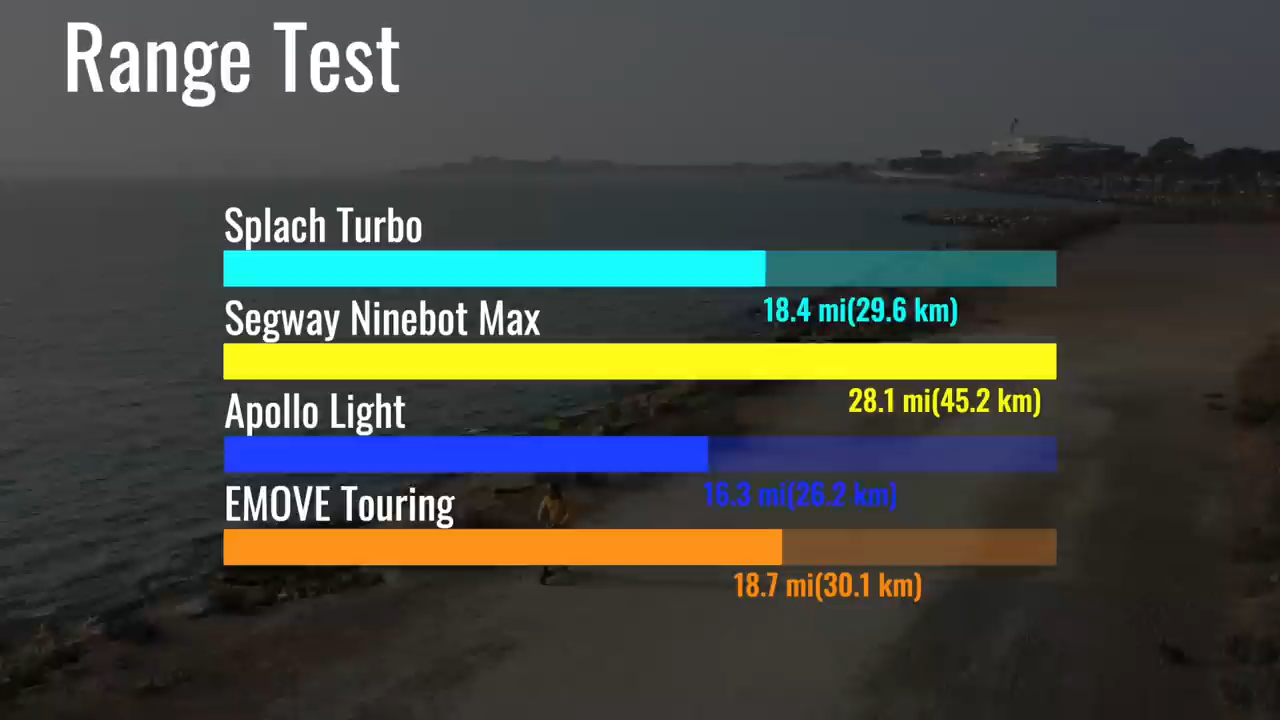 Range Test
Splach Turbo
18.4 mi(29.6 km)
Segway Ninebot Max
28.1 mi(45.2 km)
Apollo Light
16.3 mi(26.2 km)
EMOVE Touring
18.7 mi(30.1 km)